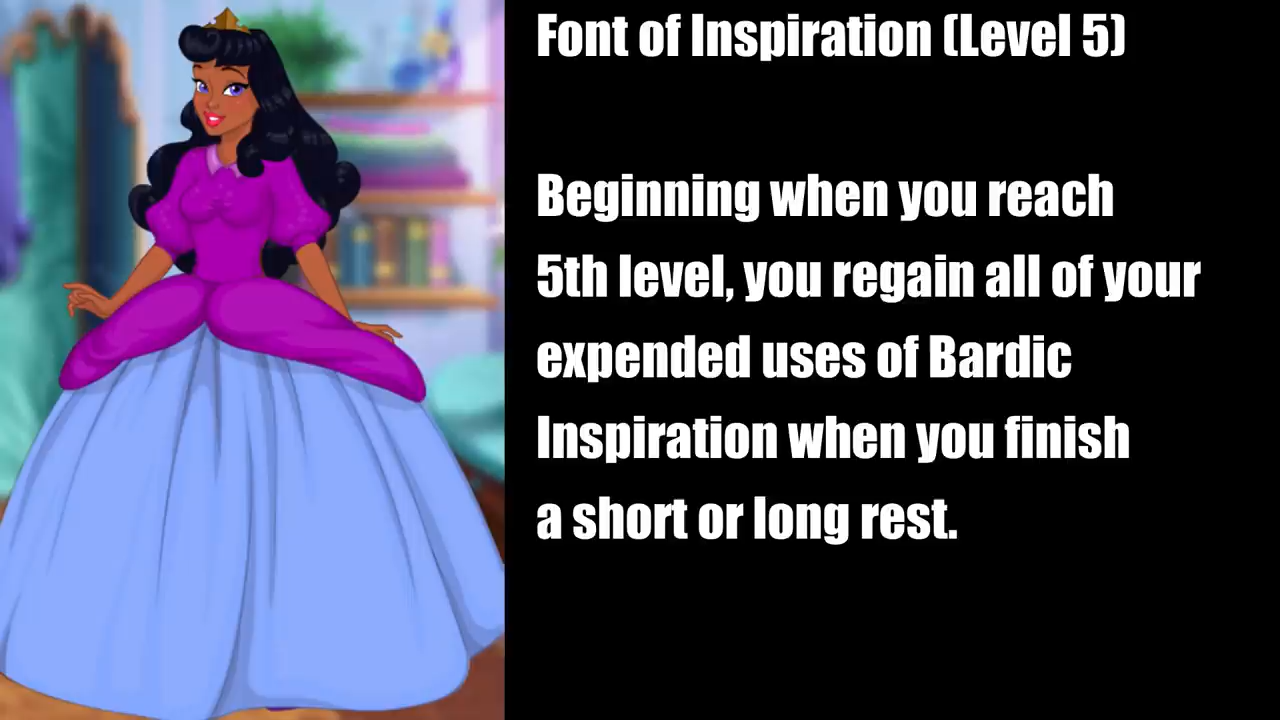 Font of Inspiration (Level 5)
Beginning when you reach
5th level, you regain all of your
expended uses of Bardic
Inspiration when you finish
a short or long rest.